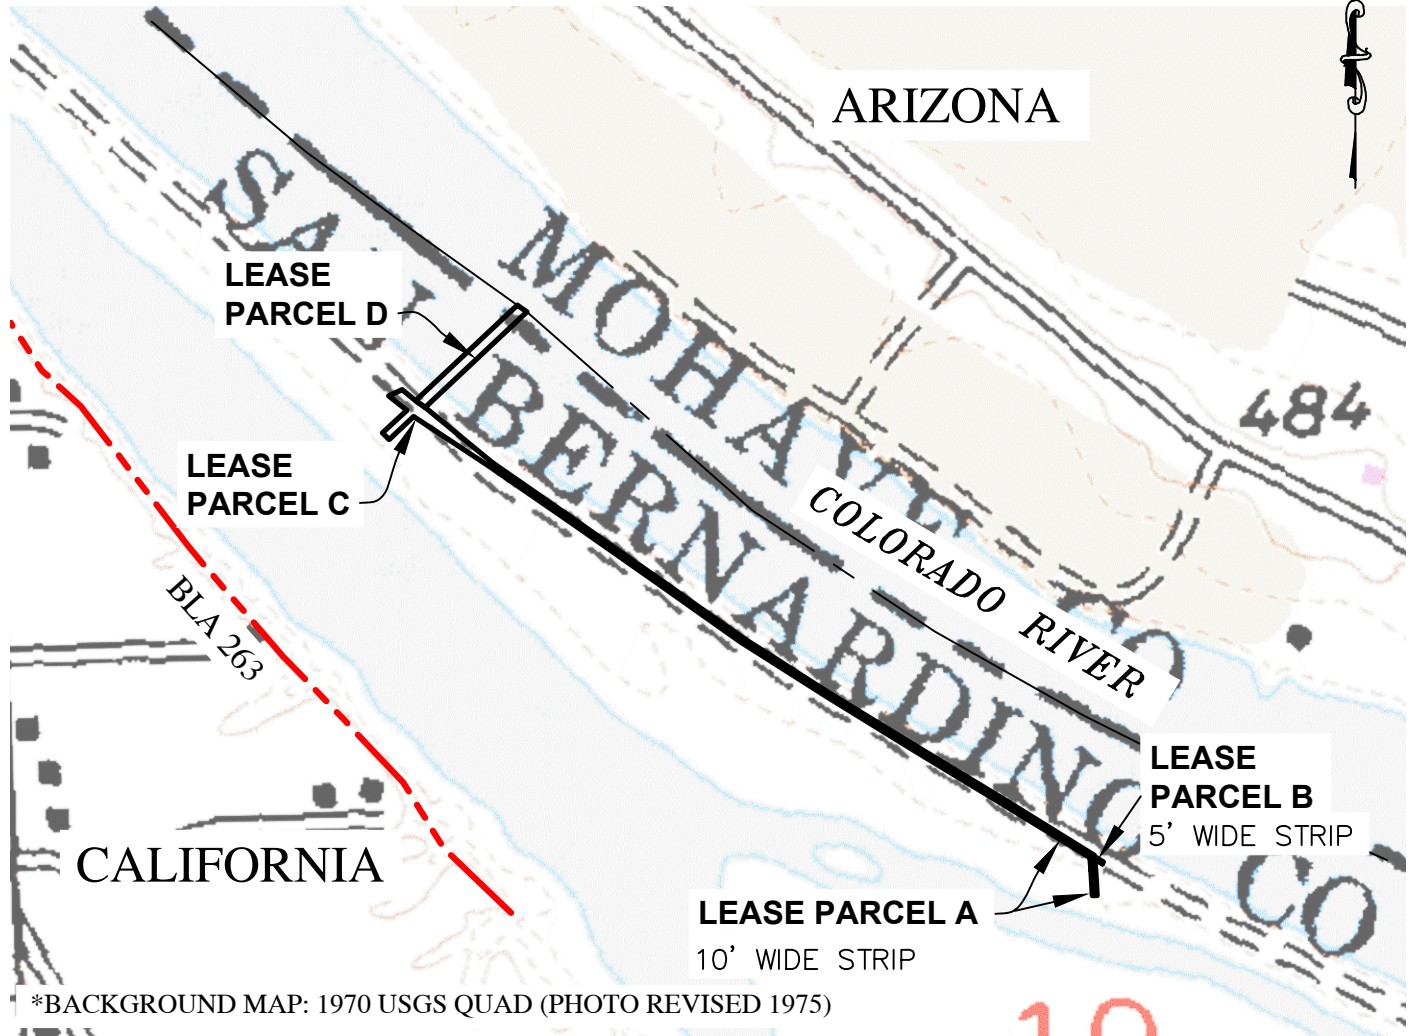 ARIZONA
SAN BERNARDINO CO
MOHAVE CO
LEASE
PARCEL D
484
LEASE
PARCEL C
COLORADO RIVER
BLA 263
LEASE
PARCEL B
5' WIDE STRIP
CALIFORNIA
LEASE PARCEL A
10' WIDE STRIP
*BACKGROUND MAP: 1970 USGS QUAD (PHOTO REVISED 1975)